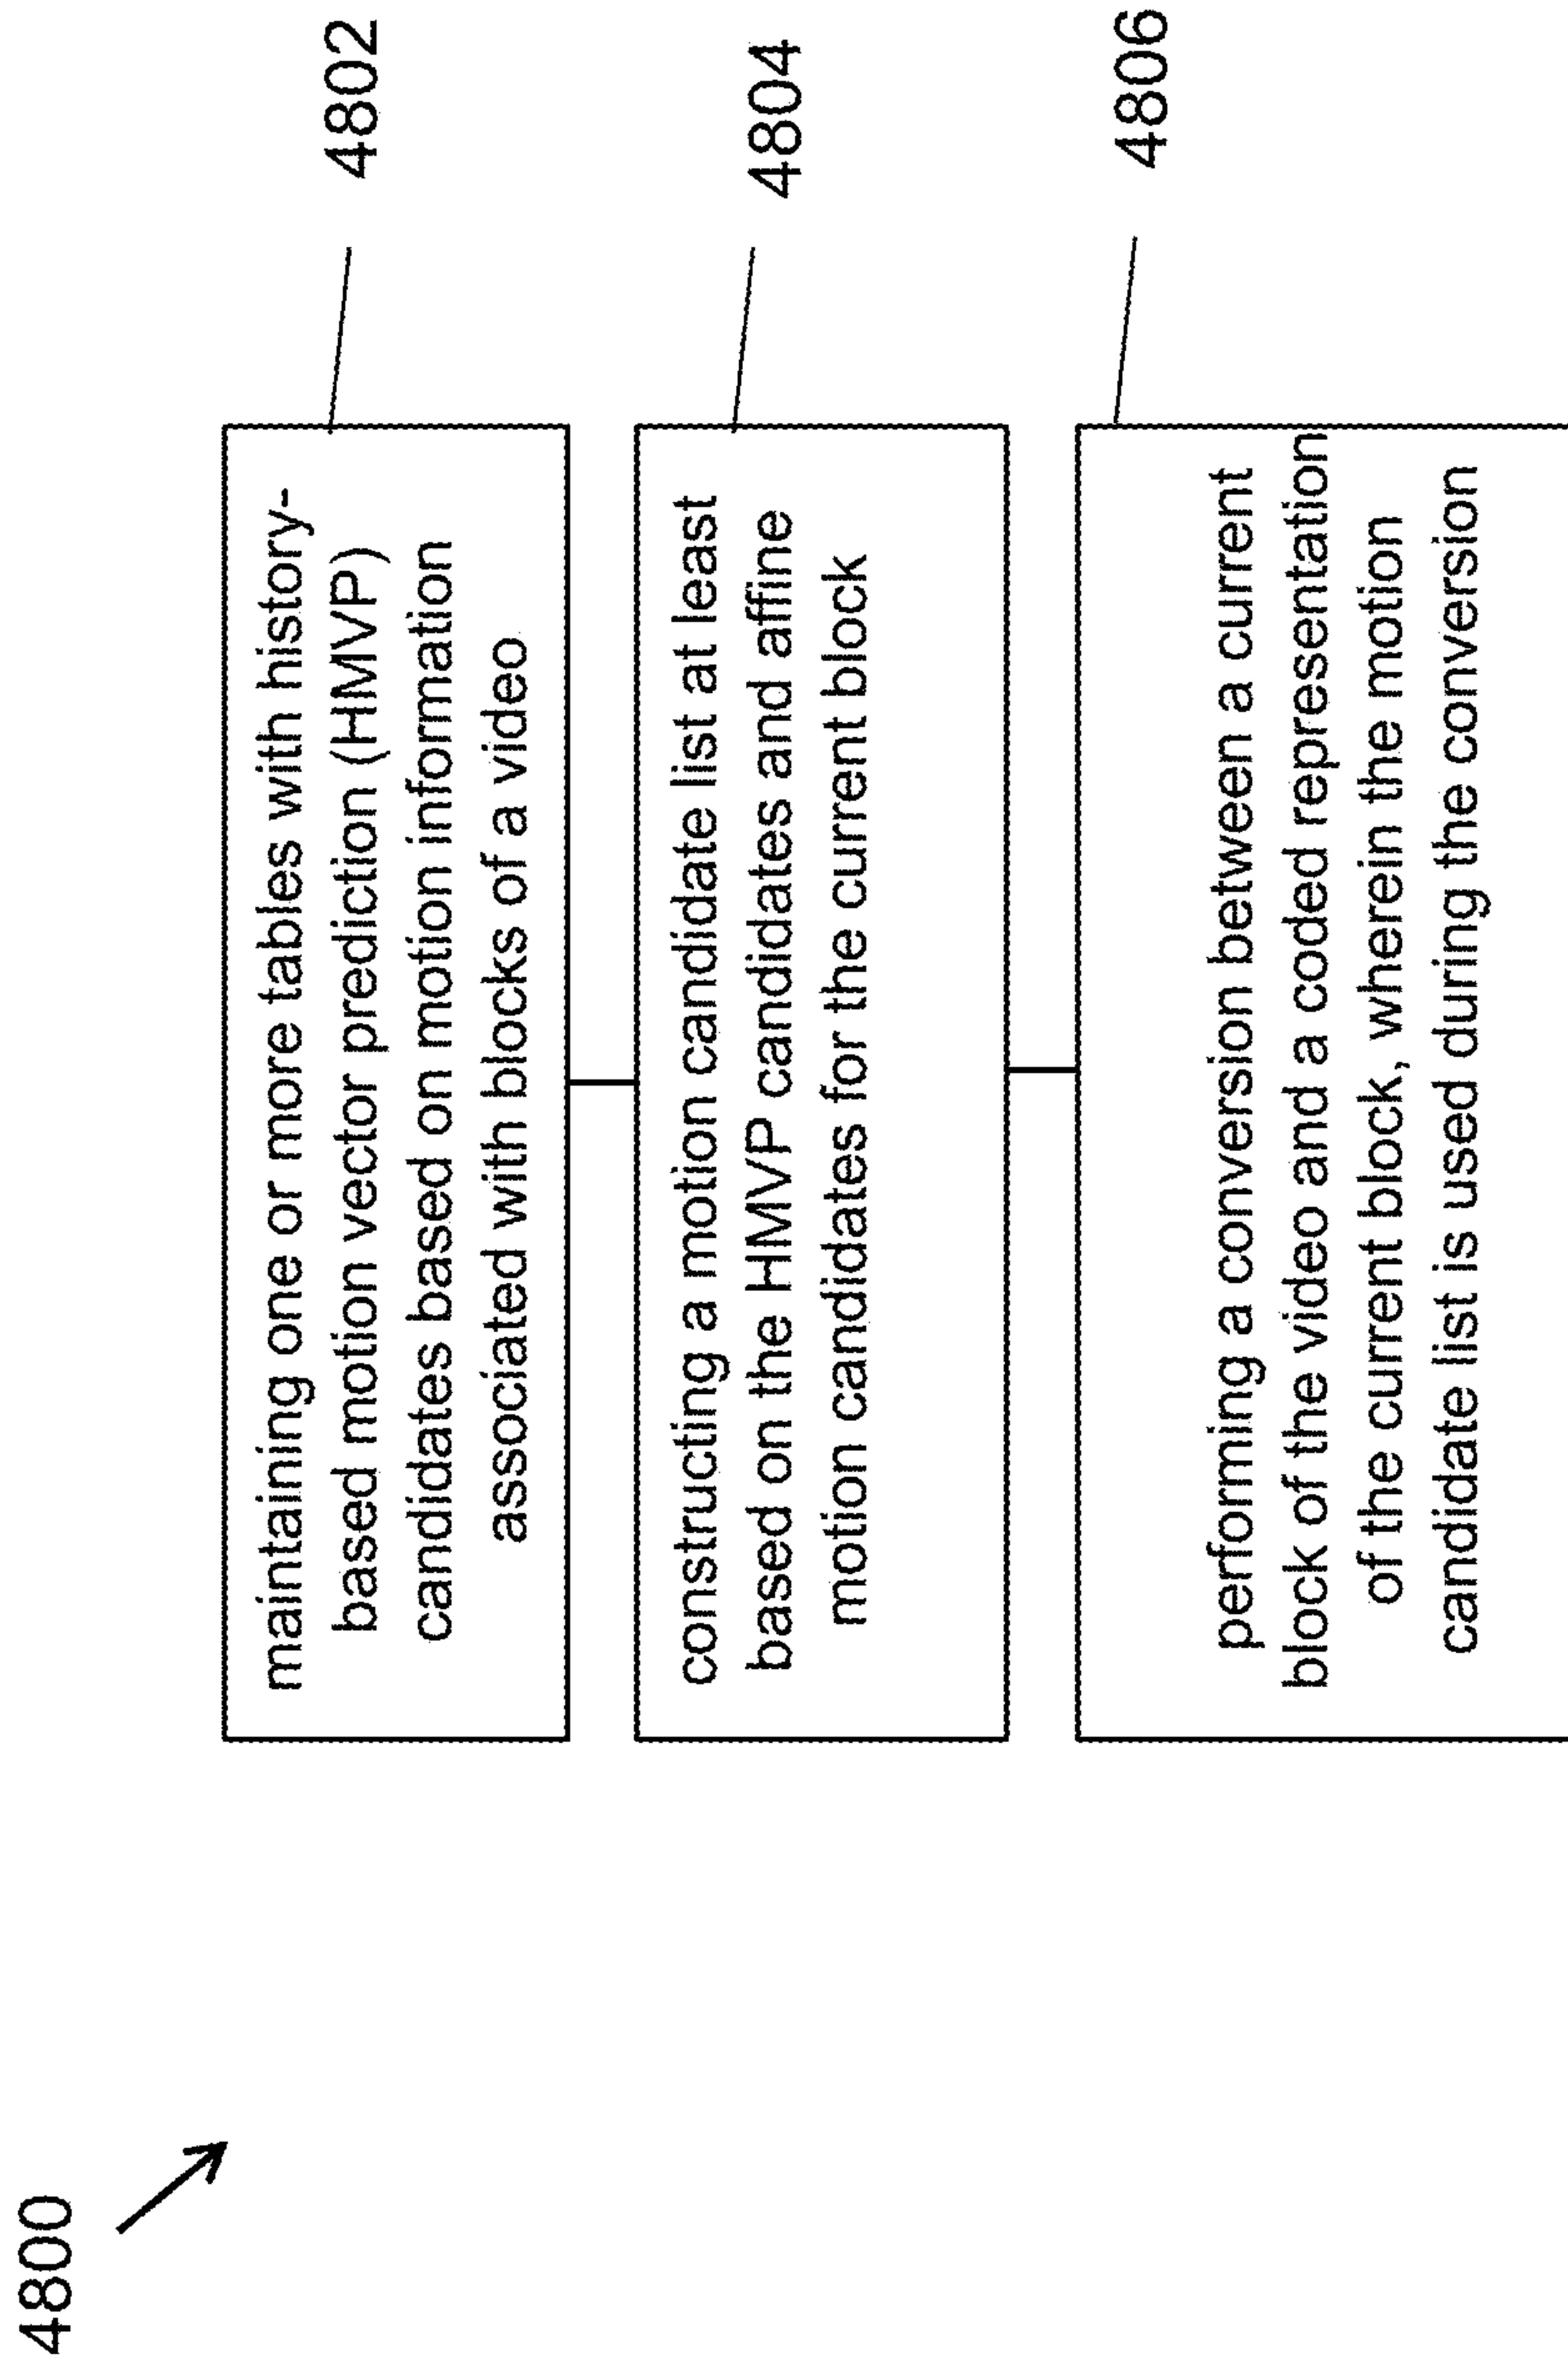 4800
maintaining one or more tables with history-
based motion vector prediction (HMVP)
candidates based on motion information
associated with blocks of a video
4802
constructing a motion candidate list at least
based on the HMVP candidates and affine
motion candidates for the current block
4804
performing a conversion between a current
block of the video and a coded representation
of the current block, wherein the motion
candidate list is used during the conversion
4806